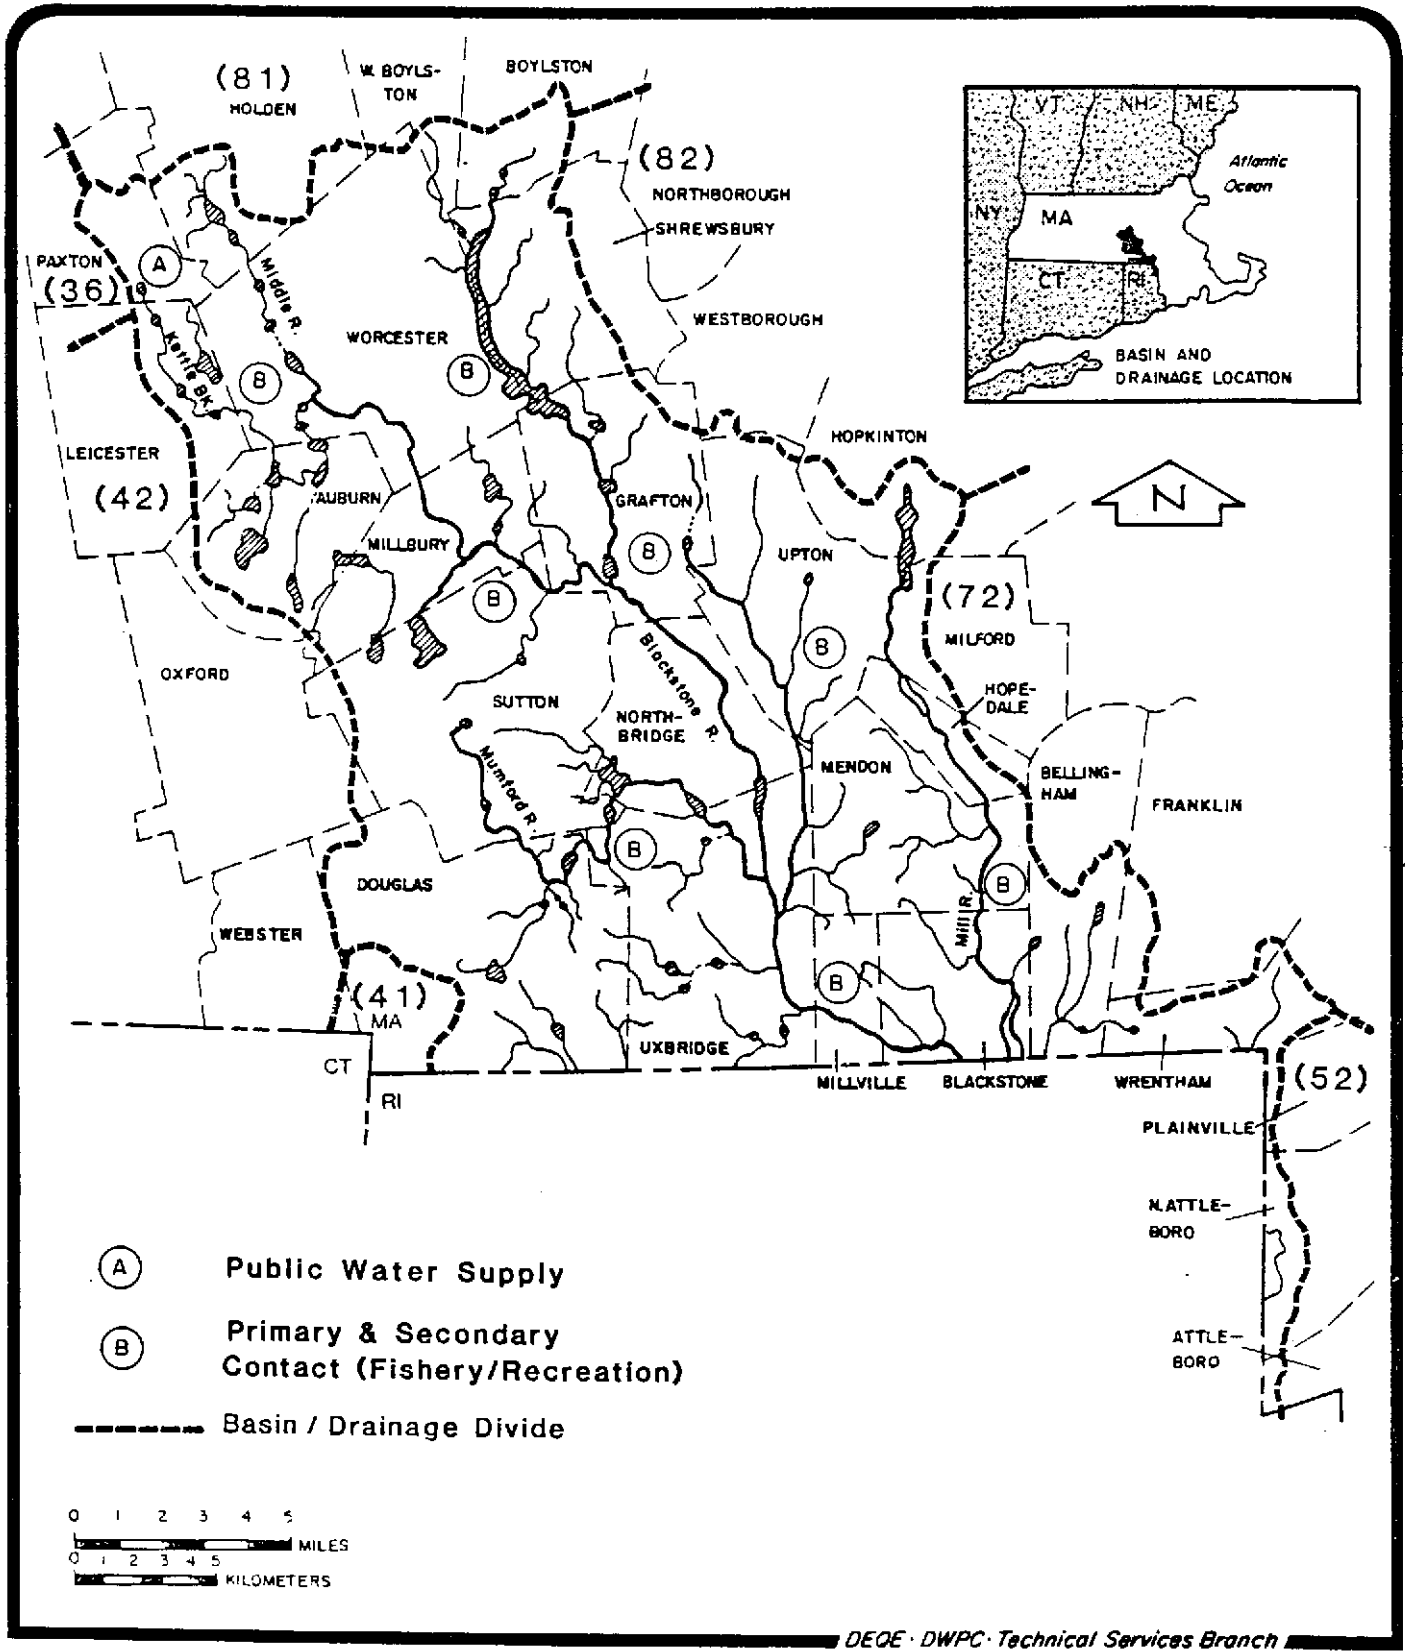 (81)
HOLDEN
W. BOYLS-
TON
BOYLSTON
(82)
NORTHBOROUGH
SHREWSBURY
WESTBOROUGH
VT
NH
ME
Atlantic
Ocean
NY
MA
CT
RI
BASIN AND
DRAINAGE LOCATION
PAXTON
(36)
A
Kettle BK.
Middle R.
WORCESTER
B
B
LEICESTER
(42)
AUBURN
MILLBURY
GRAFTON
B
HOPKINTON
N
UPTON
B
B
(72)
MILFORD
HOPE-
DALE
OXFORD
SUTTON
Blackstone R.
NORTH-
BRIDGE
Mumford R.
MENDON
BELLING-
HAM
FRANKLIN
B
B
DOUGLAS
WEBSTER
Mill R.
B
(41)
MA
CT
RI
UXBRIDGE
MILLVILLE
BLACKSTONE
WRENTHAM
(52)
PLAINVILLE
N.ATTLE-
BORO
ATTLE-
BORO
A
Public Water Supply
B
Primary & Secondary
Contact (Fishery/Recreation)
Basin / Drainage Divide
0 1 2 3 4 5
MILES
0 1 2 3 4 5
KILOMETERS
DEQE · DWPC · Technical Services Branch